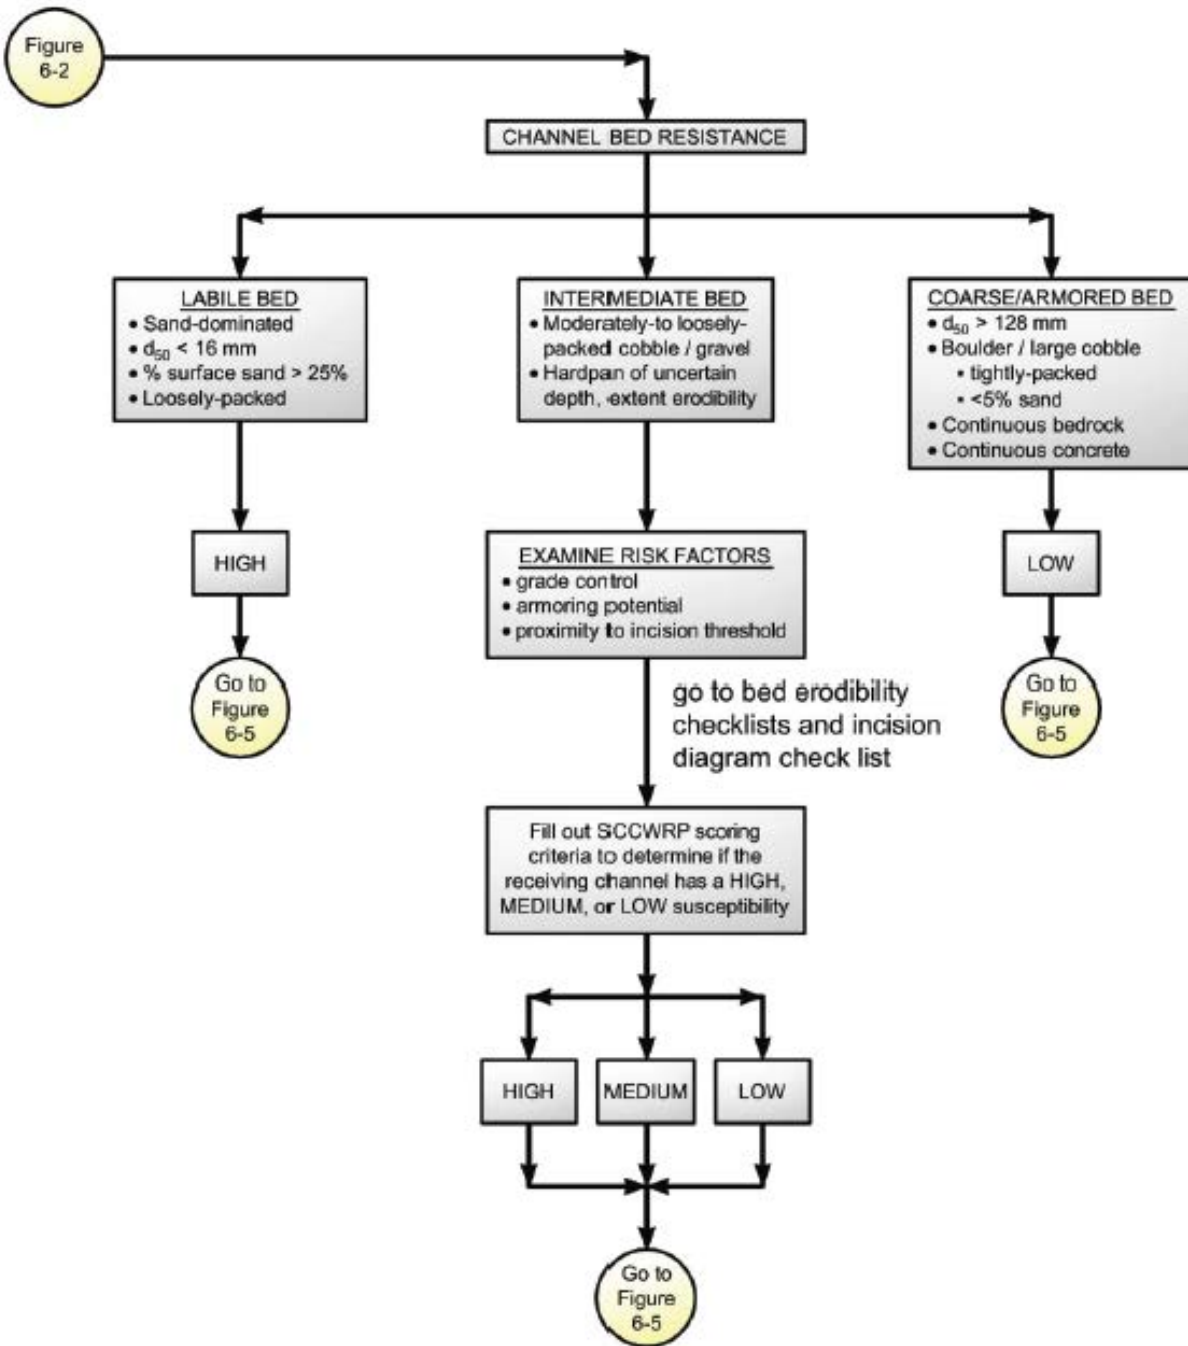 Figure
6-2
CHANNEL BED RESISTANCE
LABILE BED
• Sand-dominated
• d50 < 16 mm
• % surface sand > 25%
• Loosely-packed
INTERMEDIATE BED
• Moderately-to loosely-
packed cobble / gravel
• Hardpan of uncertain
depth, extent erodibility
COARSE/ARMORED BED
• d50 > 128 mm
• Boulder / large cobble
▪ tightly-packed
▪ <5% sand
• Continuous bedrock
• Continuous concrete
HIGH
EXAMINE RISK FACTORS
• grade control
• armoring potential
• proximity to incision threshold
LOW
Go to
Figure
6-5
go to bed erodibility
checklists and incision
diagram check list
Go to
Figure
6-5
Fill out SCCWRP scoring
criteria to determine if the
receiving channel has a HIGH,
MEDIUM, or LOW susceptibility
HIGH
MEDIUM
LOW
Go to
Figure
6-5